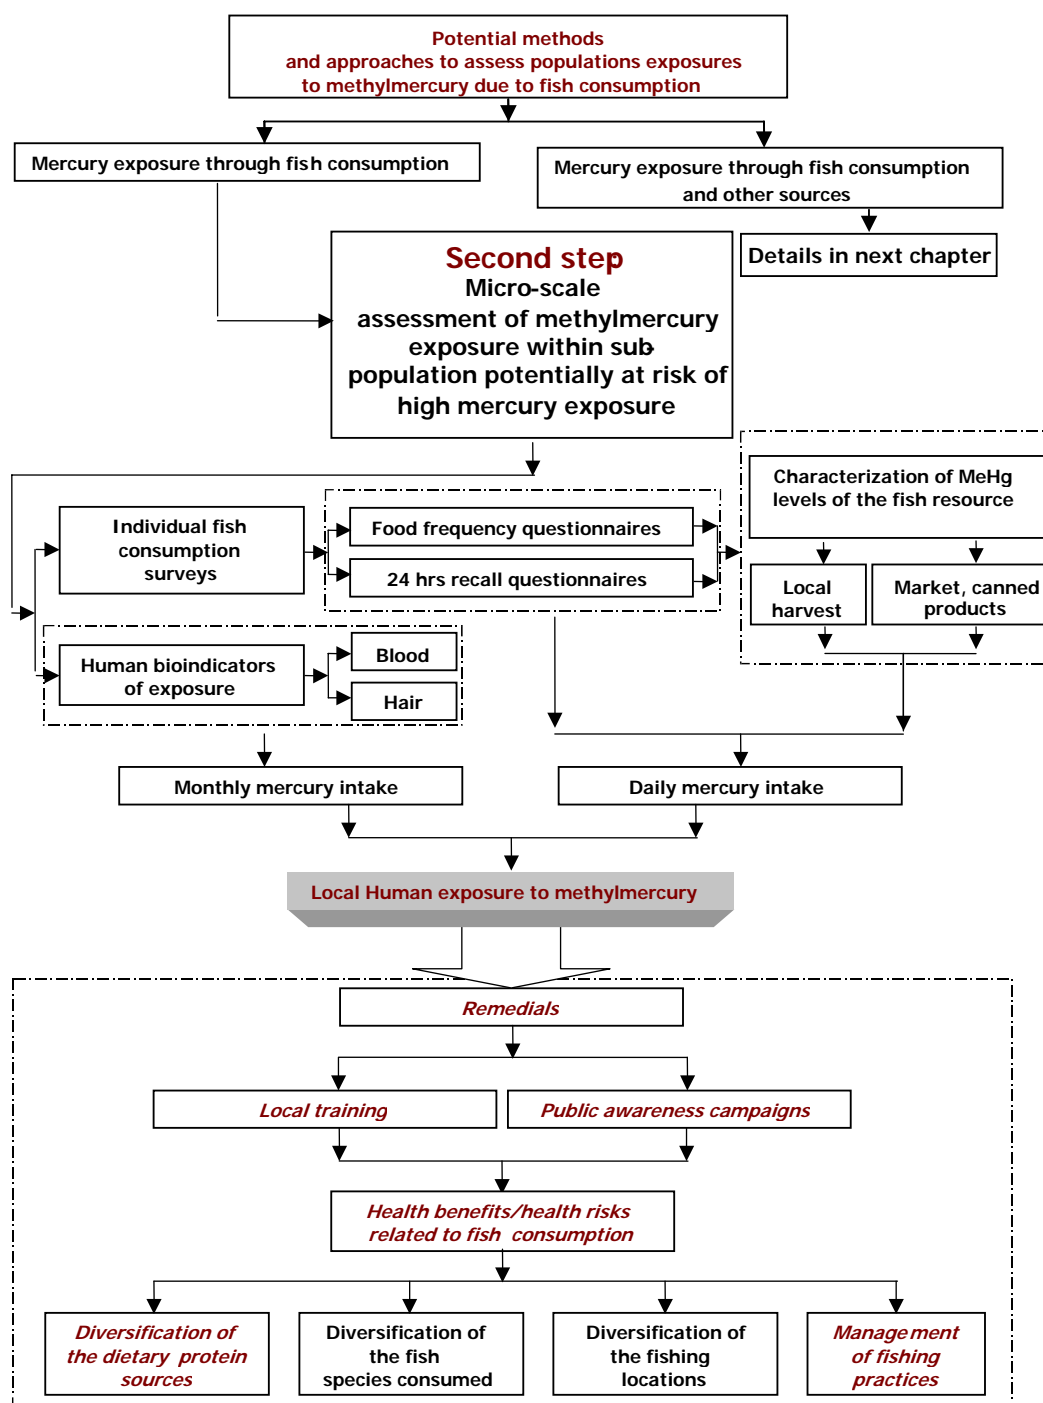 Potential methods
and approaches to assess populations exposures
to methylmercury due to fish consumption
Mercury exposure through fish consumption
Mercury exposure through fish consumption
and other sources
Details in next chapter
Second step:
Micro-scale
assessment of methylmercury
exposure within sub-
population potentially at risk of
high mercury exposure
Characterization of MeHg
levels of the fish resource
Local
harvest
Market, canned
products
Individual fish
consumption
surveys
Food frequency questionnaires
24 hrs recall questionnaires
Human bioindicators
of exposure
Blood
Hair
Monthly mercury intake
Daily mercury intake
Local Human exposure to methylmercury
Remedials
Local training
Public awareness campaigns
Health benefits/health risks
related to fish consumption
Diversification of
the dietary protein
sources
Diversification of
the fish
species consumed
Diversification of
the fishing
locations
Management
of fishing
practices